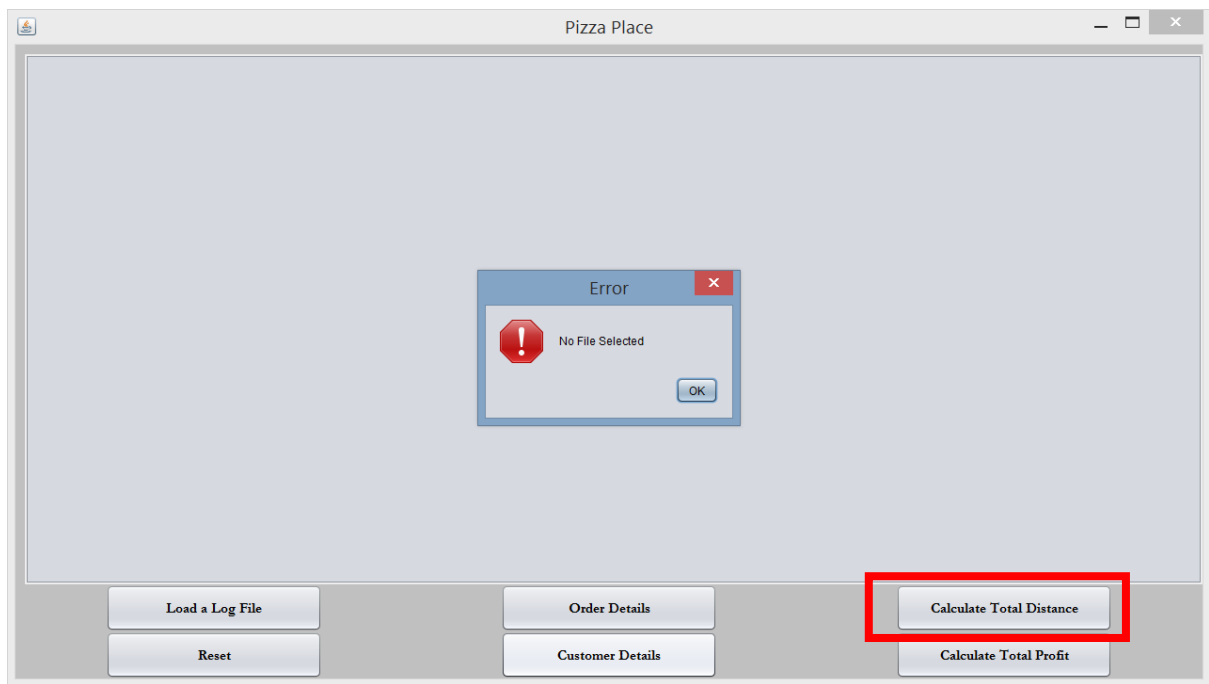 Pizza Place
Error
No File Selected
OK
Load a Log File
Order Details
Calculate Total Distance
Reset
Customer Details
Calculate Total Profit